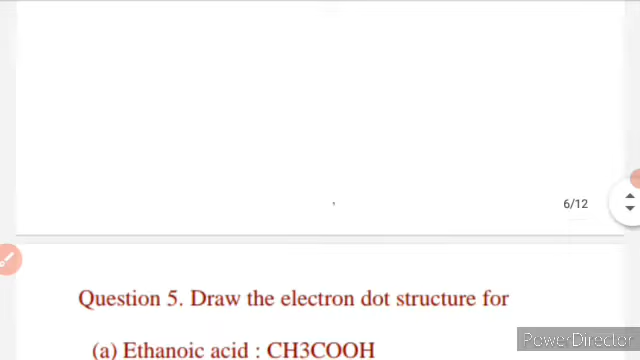 6/12
Question 5. Draw the electron dot structure for
(a) Ethanoic acid : CH3COOH
PowerDirector